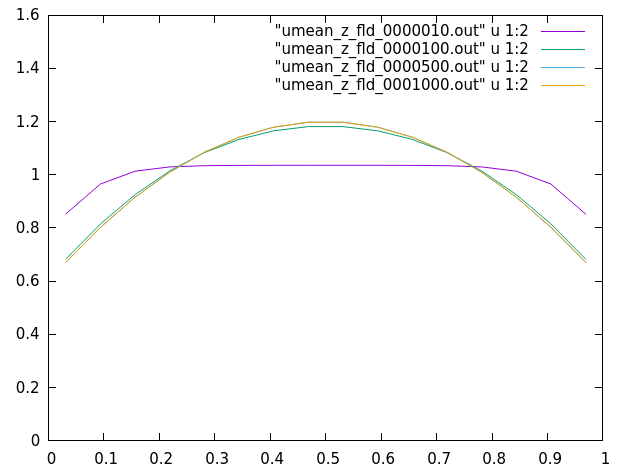 1.6
"umean_z_fld_0000010.out" u 1:2
"umean_z_fld_0000100.out" u 1:2
"umean_z_fld_0000500.out" u 1:2
"umean_z_fld_0001000.out" u 1:2
1.4
1.2
1
0.8
0.6
0.4
0.2
0
0 0.1 0.2 0.3 0.4 0.5 0.6 0.7 0.8 0.9 1